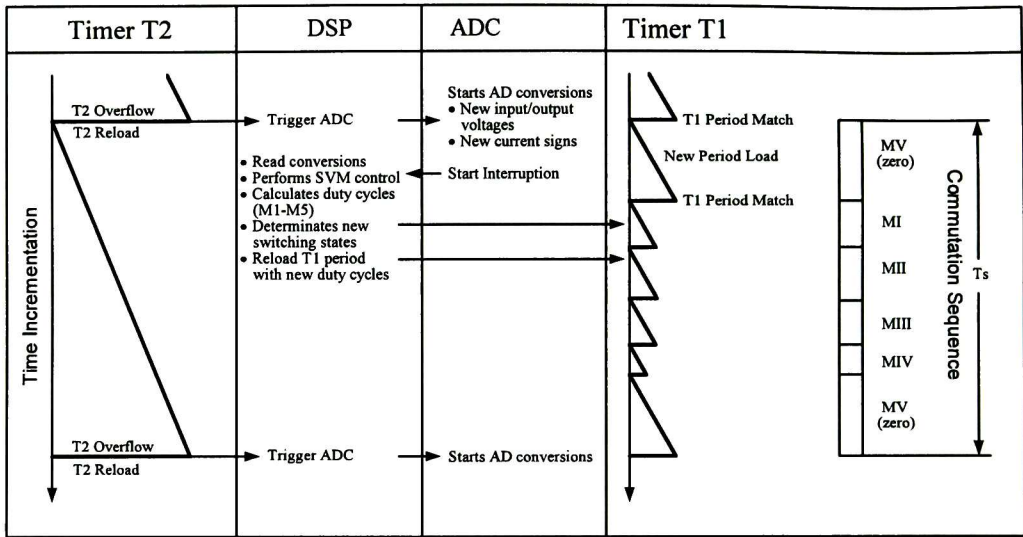 Timer T2
DSP
ADC
Timer T1
Time Incrementation
T2 Overflow
T2 Reload
T2 Overflow
T2 Reload
Trigger ADC
• Read conversions
• Performs SVM control
• Calculates duty cycles
(M1-M5)
• Determinates new
switching states
• Reload T1 period
with new duty cycles
Trigger ADC
Starts AD conversions
• New input/output
voltages
• New current signs
Start Interruption
Starts AD conversions
T1 Period Match
New Period Load
T1 Period Match
MV
(zero)
MI
MII
MIII
MIV
MV
(zero)
Commutation Sequence
Ts